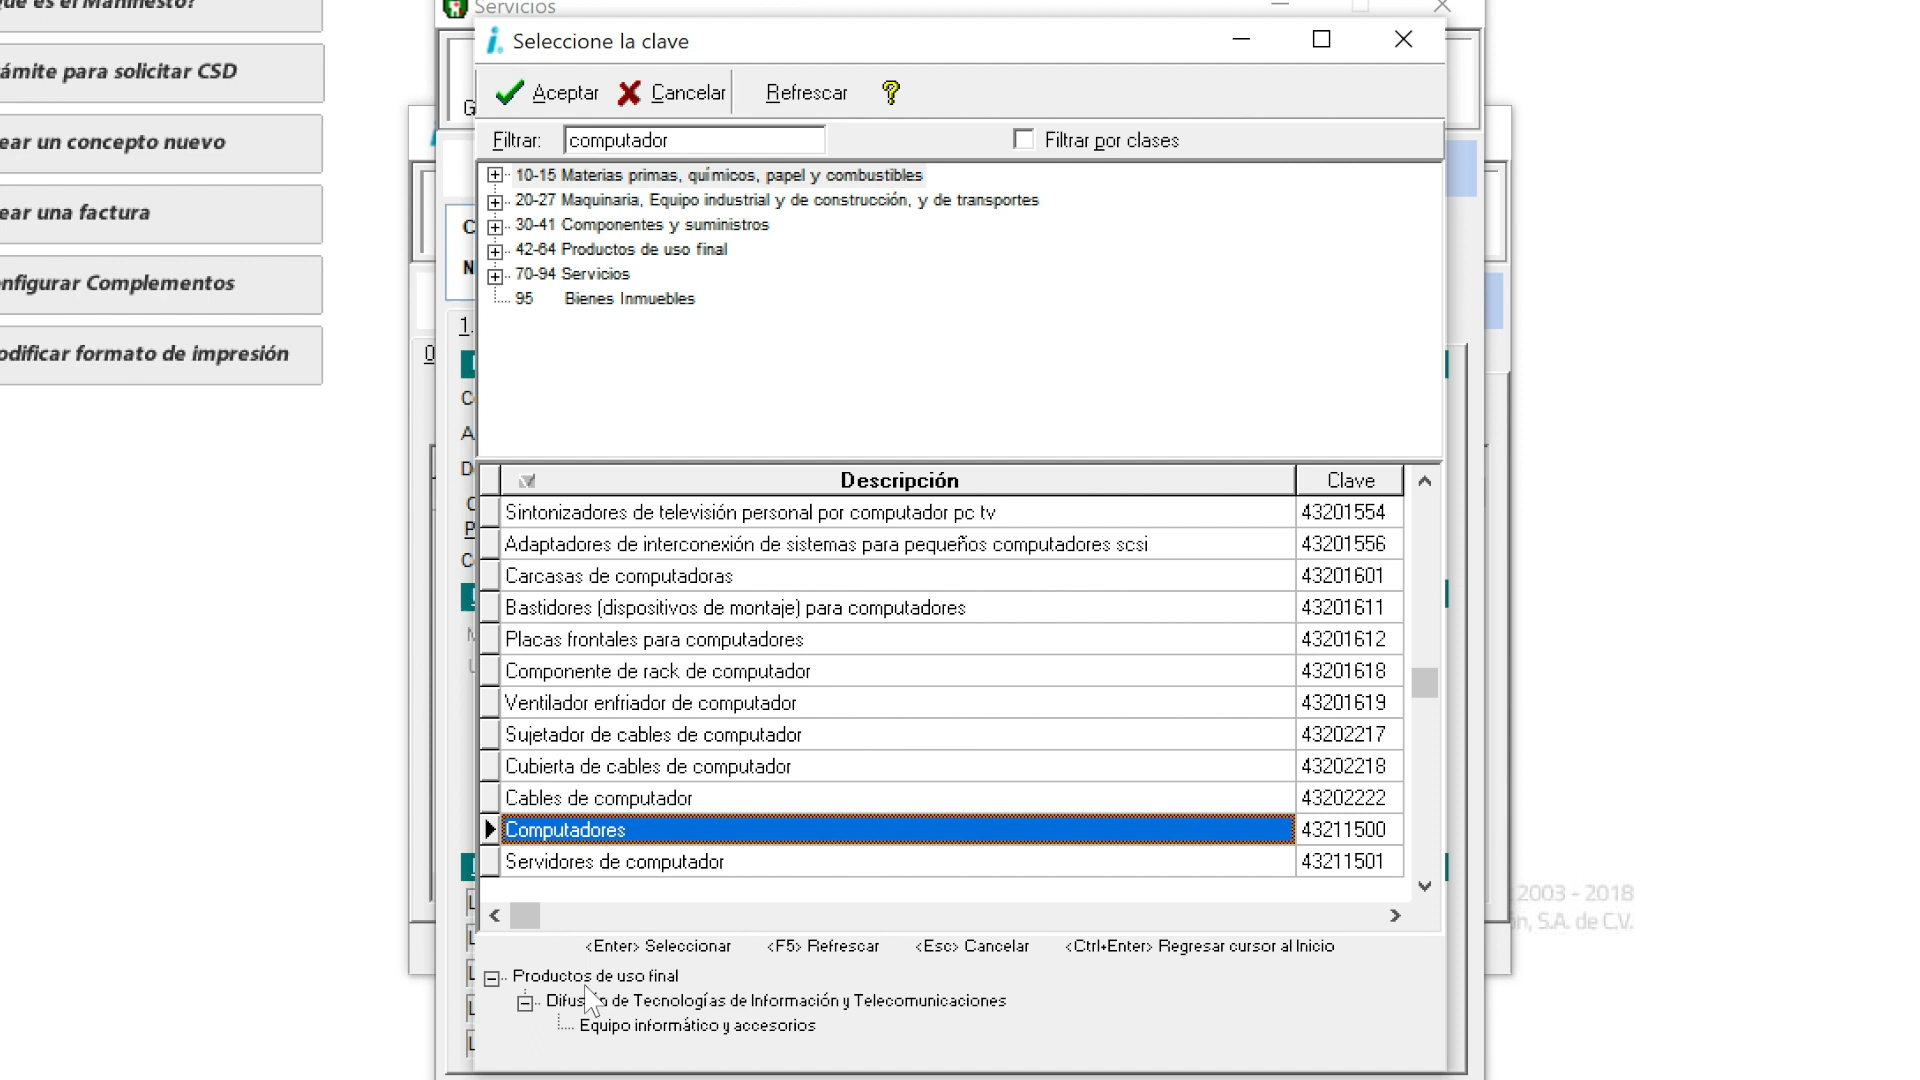 Servicios
Seleccione la clave
Aceptar Cancelar Refrescar ?
Filtrar: computador Filtrar por clases
10-15 Materias primas, químicos, papel y combustibles
20-27 Maquinaria, Equipo industrial y de construcción, y de transportes
30-41 Componentes y suministros
42-64 Productos de uso final
70-94 Servicios
95 Bienes Inmuebles
Descripción Clave
Sintonizadores de televisión personal por computador pc tv 43201554
Adaptadores de interconexión de sistemas para pequeños computadores scsi 43201556
Carcasas de computadoras 43201601
Bastidores (dispositivos de montaje) para computadores 43201611
Placas frontales para computadores 43201612
Componente de rack de computador 43201618
Ventilador enfriador de computador 43201619
Sujetador de cables de computador 43202217
Cubierta de cables de computador 43202218
Cables de computador 43202222
Computadores 43211500
Servidores de computador 43211501
<Enter> Seleccionar <F5> Refrescar <Esc> Cancelar <Ctrl+Enter> Regresar cursor al Inicio
Productos de uso final
Difusión de Tecnologías de Información y Telecomunicaciones
Equipo informático y accesorios
qué es el Manifiesto?
ámite para solicitar CSD
ear un concepto nuevo
ear una factura
nfigurar Complementos
odificar formato de impresión
2003 - 2018
ón, S.A. de C.V.